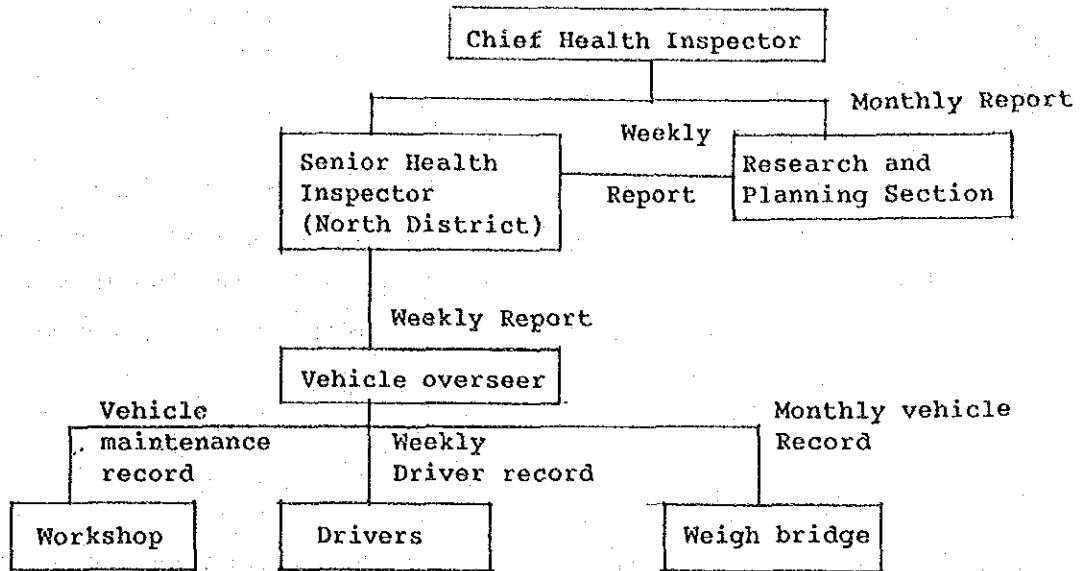 Chief Health Inspector
Monthly Report
Weekly
Report
Senior Health
Inspector
(North District)
Research and
Planning Section
Weekly Report
Vehicle overseer
Vehicle
maintenance
record
Weekly
Driver record
Monthly vehicle
Record
Workshop
Drivers
Weigh bridge